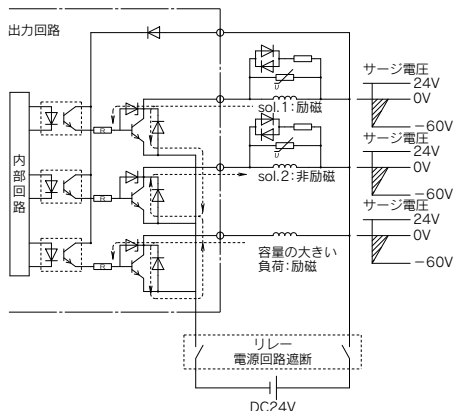 出力回路
内部回路
R
R
R
U
sol.1:励磁
U
sol.2:非励磁
容量の大きい
負荷:励磁
サージ電圧
24V
0V
−60V
サージ電圧
24V
0V
−60V
サージ電圧
24V
0V
−60V
リレー
電源回路遮断
DC24V